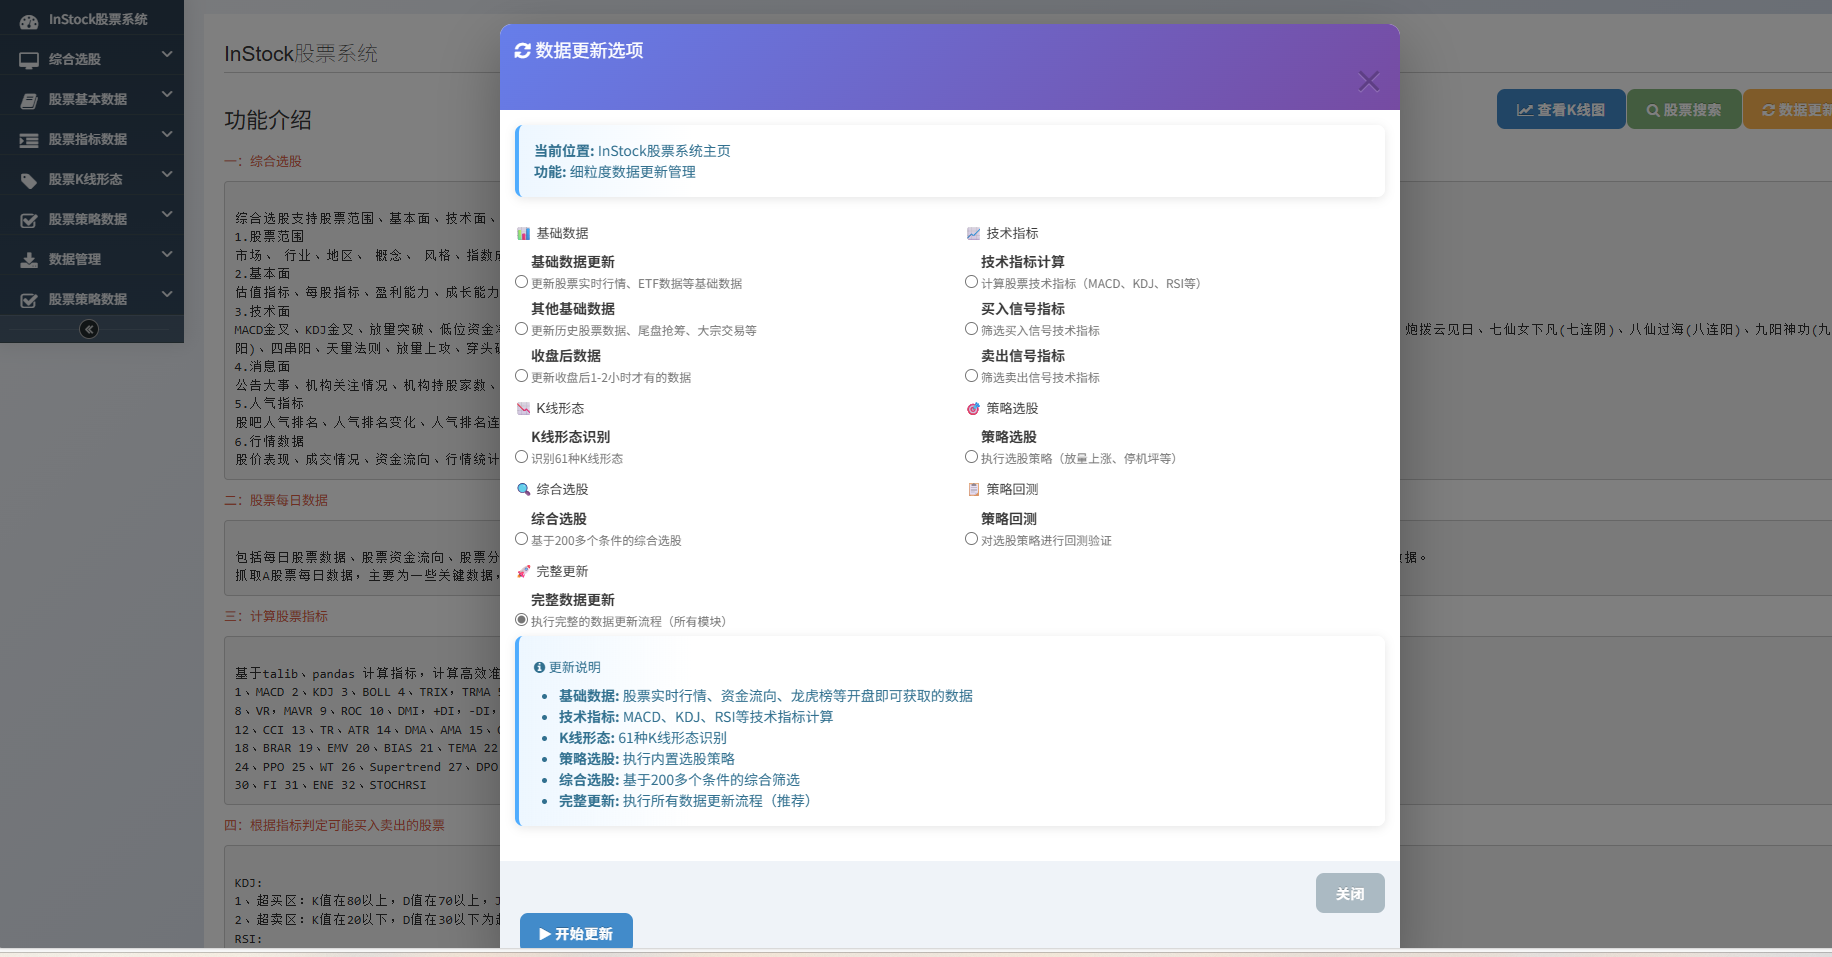 InStock股票系统
综合选股
股票基本数据
股票指标数据
股票K线形态
股票策略数据
数据管理
股票策略数据
InStock股票系统
功能介绍
查看K线图
股票搜索
数据更新
一：综合选股
综合选股支持股票范围、基本面、技术面、
1.股票范围
市场、 行业、地区、 概念、 风格、指数成
2.基本面
估值指标、每股指标、盈利能力、成长能力
3.技术面
MACD金叉、KDJ金叉、放量突破、低位资金净
炮拨云见日、七仙女下凡(七连阴)、八仙过海(八连阳)、九阳神功(九
阳)、四串阳、天量法则、放量上攻、穿头破
4.消息面
公告大事、机构关注情况、机构持股家数、
5.人气指标
股吧人气排名、人气排名变化、人气排名连
6.行情数据
股价表现、成交情况、资金流向、行情统计
二：股票每日数据
包括每日股票数据、股票资金流向、股票分
据。
抓取A股票每日数据，主要为一些关键数据，
三：计算股票指标
基于talib、pandas 计算指标，计算高效准
1、MACD 2、KDJ 3、BOLL 4、TRIX，TRMA 5
8、VR，MAVR 9、ROC 10、DMI，+DI，-DI，
12、CCI 13、TR、ATR 14、DMA、AMA 15、O
18、BRAR 19、EMV 20、BIAS 21、TEMA 22
24、PPO 25、WT 26、Supertrend 27、DPO
30、FI 31、ENE 32、STOCHRSI
四：根据指标判定可能买入卖出的股票
KDJ:
1、超买区：K值在80以上，D值在70以上，J
2、超卖区：K值在20以下，D值在30以下为超
RSI:
数据更新选项
当前位置: InStock股票系统主页
功能: 细粒度数据更新管理
基础数据
基础数据更新
更新股票实时行情、ETF数据等基础数据
其他基础数据
更新历史股票数据、尾盘抢筹、大宗交易等
收盘后数据
更新收盘后1-2小时才有的数据
技术指标
技术指标计算
计算股票技术指标（MACD、KDJ、RSI等）
买入信号指标
筛选买入信号技术指标
卖出信号指标
筛选卖出信号技术指标
K线形态
K线形态识别
识别61种K线形态
策略选股
策略选股
执行选股策略（放量上涨、停机坪等）
综合选股
综合选股
基于200多个条件的综合选股
策略回测
策略回测
对选股策略进行回测验证
完整更新
完整数据更新
执行完整的数据更新流程（所有模块）
更新说明
基础数据: 股票实时行情、资金流向、龙虎榜等开盘即可获取的数据
技术指标: MACD、KDJ、RSI等技术指标计算
K线形态: 61种K线形态识别
策略选股: 执行内置选股策略
综合选股: 基于200多个条件的综合筛选
完整更新: 执行所有数据更新流程（推荐）
关闭
开始更新